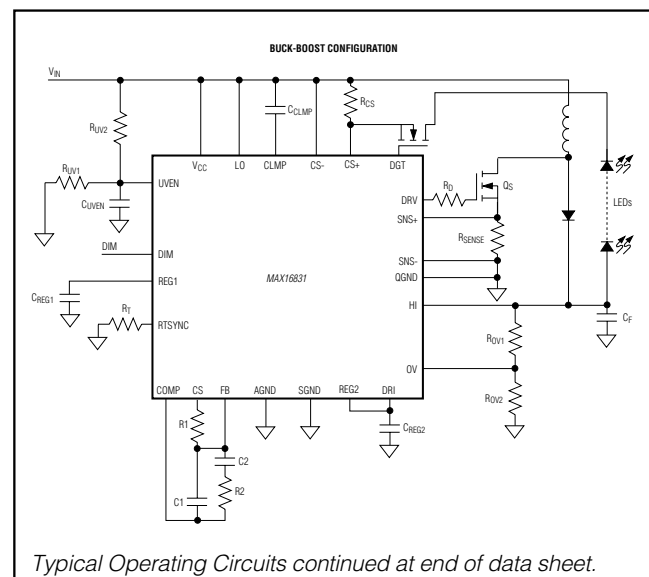 BUCK-BOOST CONFIGURATION
VIN
RUV2
RUV1
CUVEN
CCLMP
RCS
VCC LO CLMP CS- CS+ DGT
UVEN
DRV
RD
QS
LEDs
SNS+
RSENSE
DIM
DIM
SNS-
REG1
MAX16831
QGND
CREG1
HI
CF
RT
RTSYNC
ROV1
OV
COMP CS FB AGND SGND REG2 DRI
ROV2
R1
CREG2
C2
C1
R2
Typical Operating Circuits continued at end of data sheet.